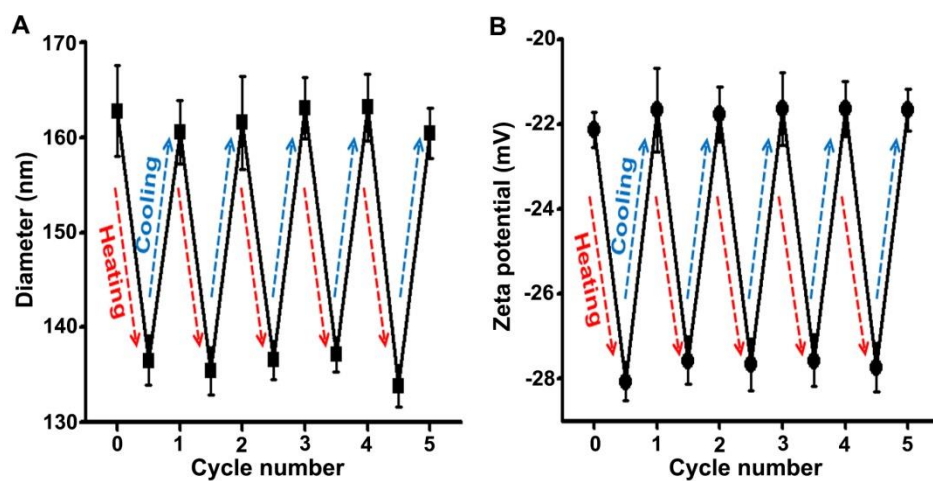 A
170
160
150
140
130
Diameter (nm)
Heating
Cooling
0 1 2 3 4 5
Cycle number
B
-20
-22
-24
-26
-28
Zeta potential (mV)
Heating
Cooling
0 1 2 3 4 5
Cycle number